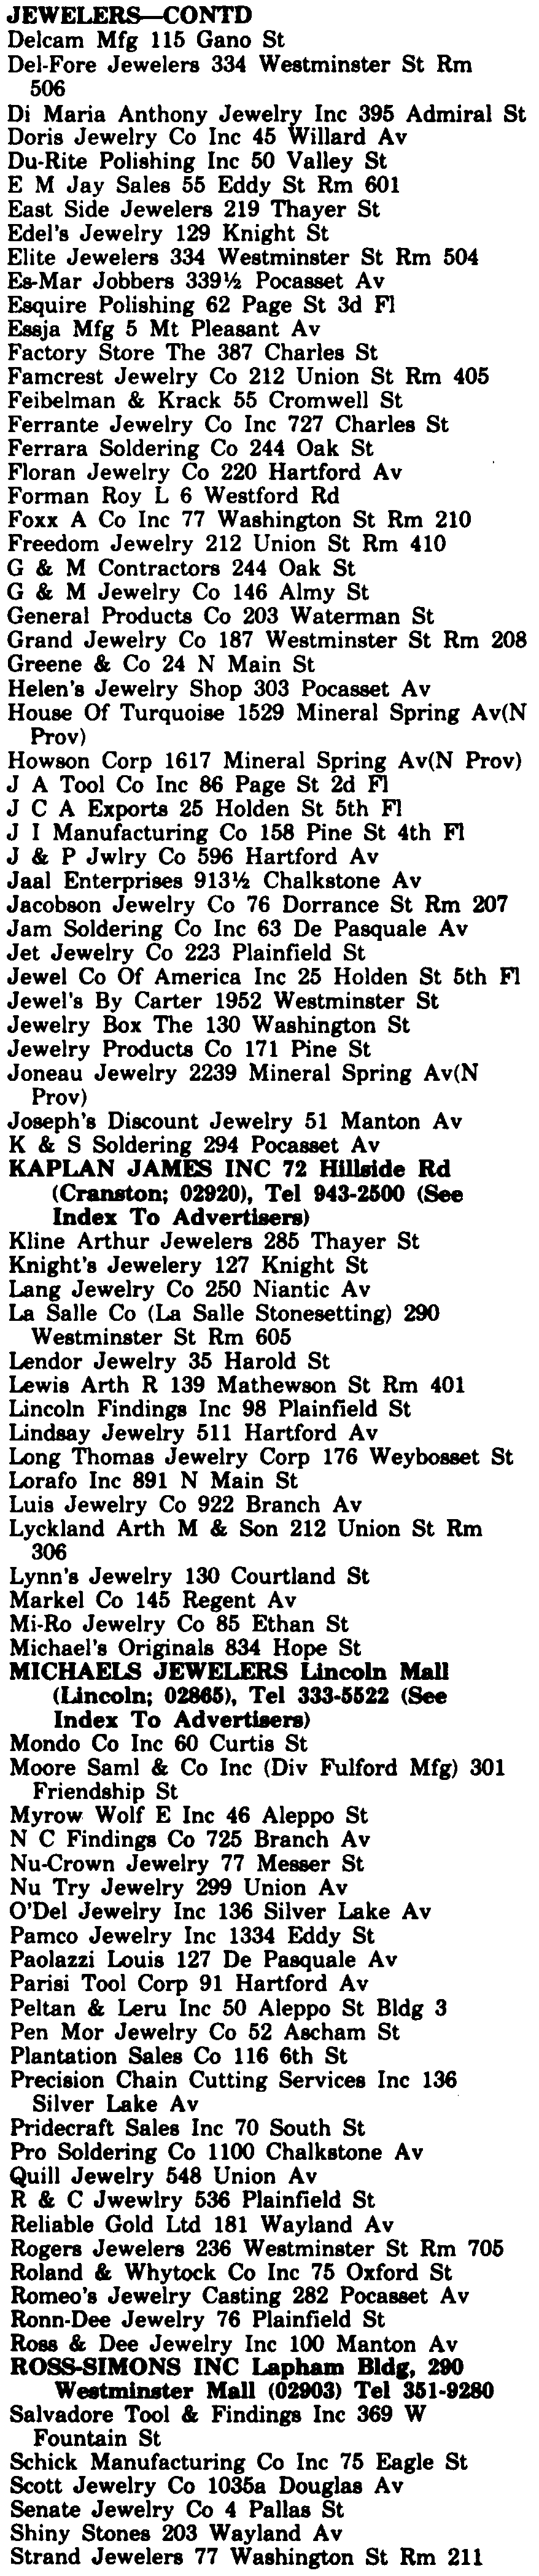 JEWELERS—CONTD
Delcam Mfg 115 Gano St
Del-Fore Jewelers 334 Westminster St Rm
506
Di Maria Anthony Jewelry Inc 395 Admiral St
Doris Jewelry Co Inc 45 Willard Av
Du-Rite Polishing Inc 50 Valley St
E M Jay Sales 55 Eddy St Rm 601
East Side Jewelers 219 Thayer St
Edel's Jewelry 129 Knight St
Elite Jewelers 334 Westminster St Rm 504
Es-Mar Jobbers 339½ Pocasset Av
Esquire Polishing 62 Page St 3d Fl
Essja Mfg 5 Mt Pleasant Av
Factory Store The 387 Charles St
Famcrest Jewelry Co 212 Union St Rm 405
Feibelman & Krack 55 Cromwell St
Ferrante Jewelry Co Inc 727 Charles St
Ferrara Soldering Co 244 Oak St
Floran Jewelry Co 220 Hartford Av
Forman Roy L 6 Westford Rd
Foxx A Co Inc 77 Washington St Rm 210
Freedom Jewelry 212 Union St Rm 410
G & M Contractors 244 Oak St
G & M Jewelry Co 146 Almy St
General Products Co 203 Waterman St
Grand Jewelry Co 187 Westminster St Rm 208
Greene & Co 24 N Main St
Helen's Jewelry Shop 303 Pocasset Av
House Of Turquoise 1529 Mineral Spring Av(N
Prov)
Howson Corp 1617 Mineral Spring Av(N Prov)
J A Tool Co Inc 86 Page St 2d Fl
J C A Exports 25 Holden St 5th Fl
J I Manufacturing Co 158 Pine St 4th Fl
J & P Jwlry Co 596 Hartford Av
Jaal Enterprises 913½ Chalkstone Av
Jacobson Jewelry Co 76 Dorrance St Rm 207
Jam Soldering Co Inc 63 De Pasquale Av
Jet Jewelry Co 223 Plainfield St
Jewel Co Of America Inc 25 Holden St 5th Fl
Jewel's By Carter 1952 Westminster St
Jewelry Box The 130 Washington St
Jewelry Products Co 171 Pine St
Joneau Jewelry 2239 Mineral Spring Av(N
Prov)
Joseph's Discount Jewelry 51 Manton Av
K & S Soldering 294 Pocasset Av
KAPLAN JAMES INC 72 Hillside Rd
(Cranston; 02920), Tel 943-2500 (See
Index To Advertisers)
Kline Arthur Jewelers 285 Thayer St
Knight's Jewelery 127 Knight St
Lang Jewelry Co 250 Niantic Av
La Salle Co (La Salle Stonesetting) 290
Westminster St Rm 605
Lendor Jewelry 35 Harold St
Lewis Arth R 139 Mathewson St Rm 401
Lincoln Findings Inc 98 Plainfield St
Lindsay Jewelry 511 Hartford Av
Long Thomas Jewelry Corp 176 Weybosset St
Lorafo Inc 891 N Main St
Luis Jewelry Co 922 Branch Av
Lyckland Arth M & Son 212 Union St Rm
306
Lynn's Jewelry 130 Courtland St
Markel Co 145 Regent Av
Mi-Ro Jewelry Co 85 Ethan St
Michael's Originals 834 Hope St
MICHAELS JEWELERS Lincoln Mall
(Lincoln; 02865), Tel 333-5522 (See
Index To Advertisers)
Mondo Co Inc 60 Curtis St
Moore Saml & Co Inc (Div Fulford Mfg) 301
Friendship St
Myrow Wolf E Inc 46 Aleppo St
N C Findings Co 725 Branch Av
Nu-Crown Jewelry 77 Messer St
Nu Try Jewelry 299 Union Av
O'Del Jewelry Inc 136 Silver Lake Av
Pamco Jewelry Inc 1334 Eddy St
Paolazzi Louis 127 De Pasquale Av
Parisi Tool Corp 91 Hartford Av
Peltan & Leru Inc 50 Aleppo St Bldg 3
Pen Mor Jewelry Co 52 Ascham St
Plantation Sales Co 116 6th St
Precision Chain Cutting Services Inc 136
Silver Lake Av
Pridecraft Sales Inc 70 South St
Pro Soldering Co 1100 Chalkstone Av
Quill Jewelry 548 Union Av
R & C Jwewlry 536 Plainfield St
Reliable Gold Ltd 181 Wayland Av
Rogers Jewelers 236 Westminster St Rm 705
Roland & Whytock Co Inc 75 Oxford St
Romeo's Jewelry Casting 282 Pocasset Av
Ronn-Dee Jewelry 76 Plainfield St
Ross & Dee Jewelry Inc 100 Manton Av
ROSS-SIMONS INC Lapham Bldg, 290
Westminster Mall (02903) Tel 351-9280
Salvadore Tool & Findings Inc 369 W
Fountain St
Schick Manufacturing Co Inc 75 Eagle St
Scott Jewelry Co 1035a Douglas Av
Senate Jewelry Co 4 Pallas St
Shiny Stones 203 Wayland Av
Strand Jewelers 77 Washington St Rm 211